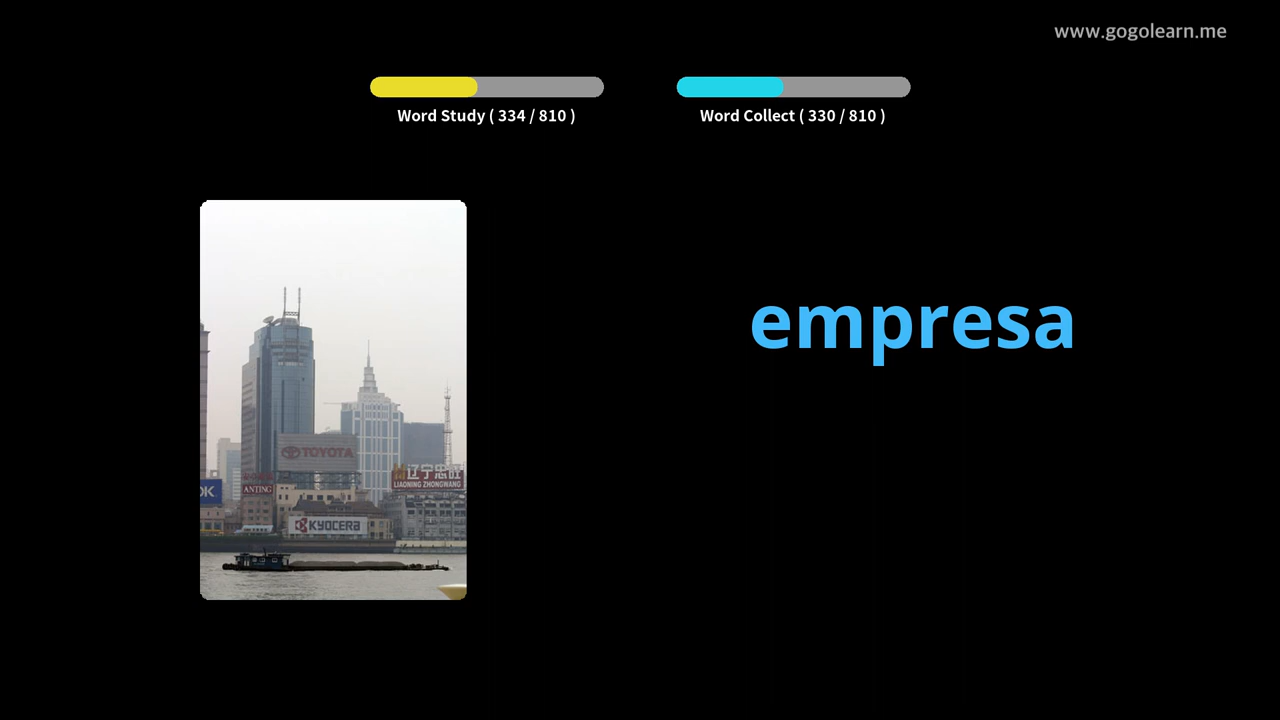 www.gogolearn.me
Word Study ( 334 / 810 )
Word Collect ( 330 / 810 )
empresa
TOYOTA
辽宁忠旺
LIAONING ZHONGWANG
ANTING
OK
KYOCERA